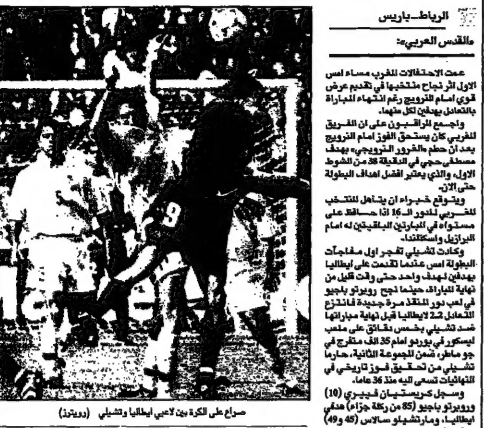 الرباط ـ باريس
«القدس العربي»:
عمت الاحتفالات المغرب مساء امس
الاول اثر نجاح منتخبها في تقديم عرض
قوي امام النرويج رغم انتهاء المباراة
بالتعادل بهدفين لكل منهما.
واجمع المراقبون على ان الفريق
المغربي كان يستحق الفوز امام النرويج
بعد ان حطم «الغرور النرويجي» بهدف
مصطفى حجي في الدقيقة 38 من الشوط
الاول، والذي يعتبر افضل اهداف البطولة
حتى الان.
ويتوقع خبراء ان يتأهل المنتخب
المغربي للدور الـ16 اذا حافظ على
مستواه في المبارتين الباقيتين له امام
البرازيل واسكتلندا.
وكادت تشيلي تفجر اول مفاجآت
البطولة امس عندما تقدمت على ايطاليا
بهدفين لهدف واحد حتى وقت قليل من
نهاية المباراة، حينما نجح روبرتو باجيو
في لعب دور المنقذ مرة جديدة فانتزع
التعادل 2ـ2 لايطاليا قبل نهاية مباراتها
ضد تشيلي بخمس دقائق على ملعب
ليسكور في بوردو امام 35 الف متفرج في
جو ماطر، ضمن المجموعة الثانية، حارما
تشيلي من تحقيق فوز تاريخي في
النهائيات تسعى اليه منذ 36 عاما.
وسجل كريستيان فييري (10)
وروبرتو باجيو (85 من ركلة جزاء) هدفي
ايطاليا، ومارتشيلو سالاس (45 و49)
صراع على الكرة بين لاعبي ايطاليا وتشيلي (رويترز)